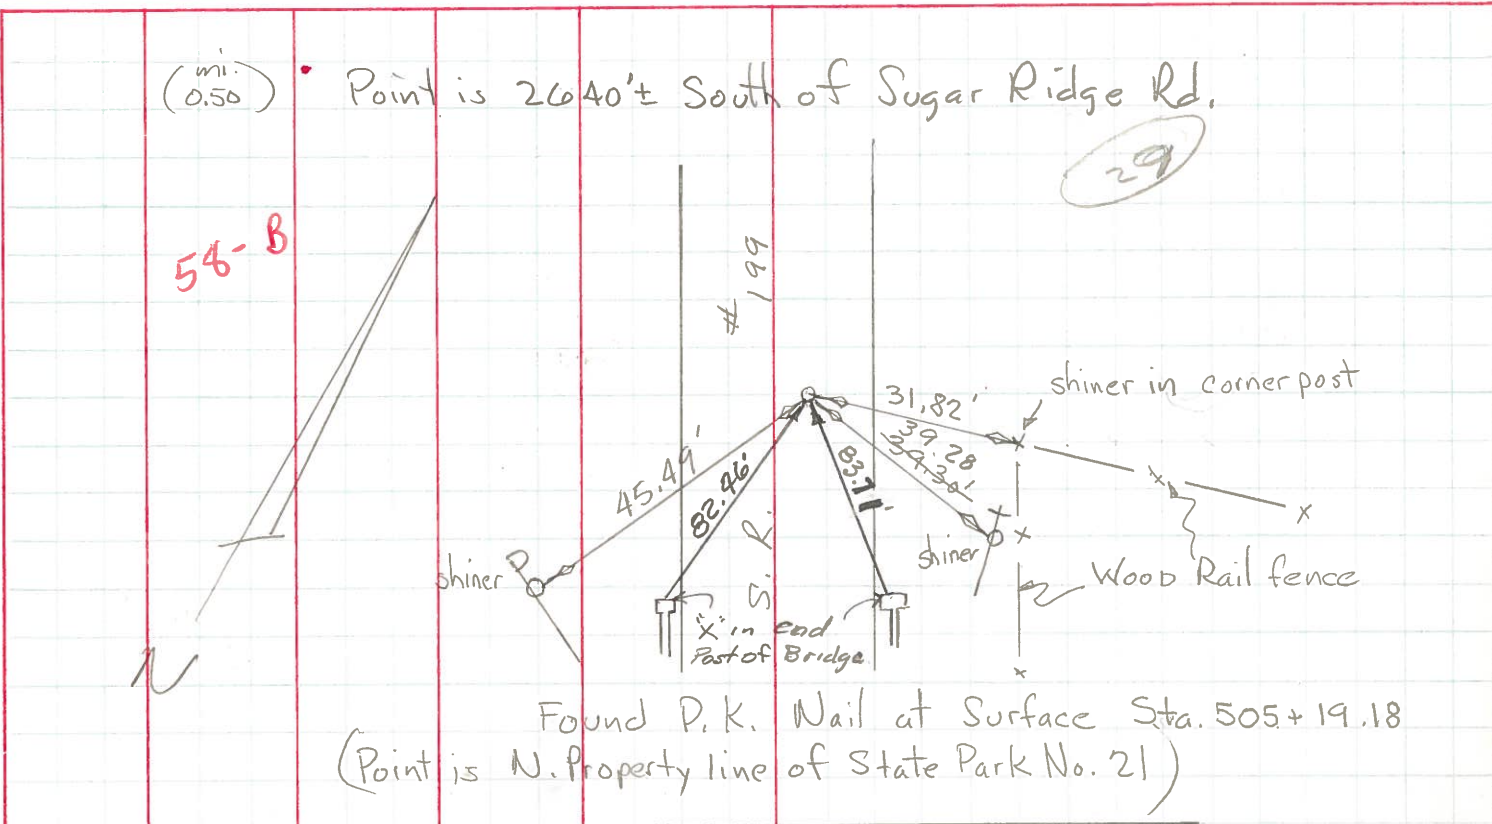 (mi. 0.50) • Point is 2640'± South of Sugar Ridge Rd.
29
58-B
# 199
S. R.
shiner in corner post
31,82'
39.28
39.30'
45.49'
82.46'
83.71'
shiner
shiner
Wood Rail fence
"X" in end
Post of Bridge
N
Found P.K. Nail at Surface Sta. 505+19.18
(Point is N. Property line of State Park No. 21)